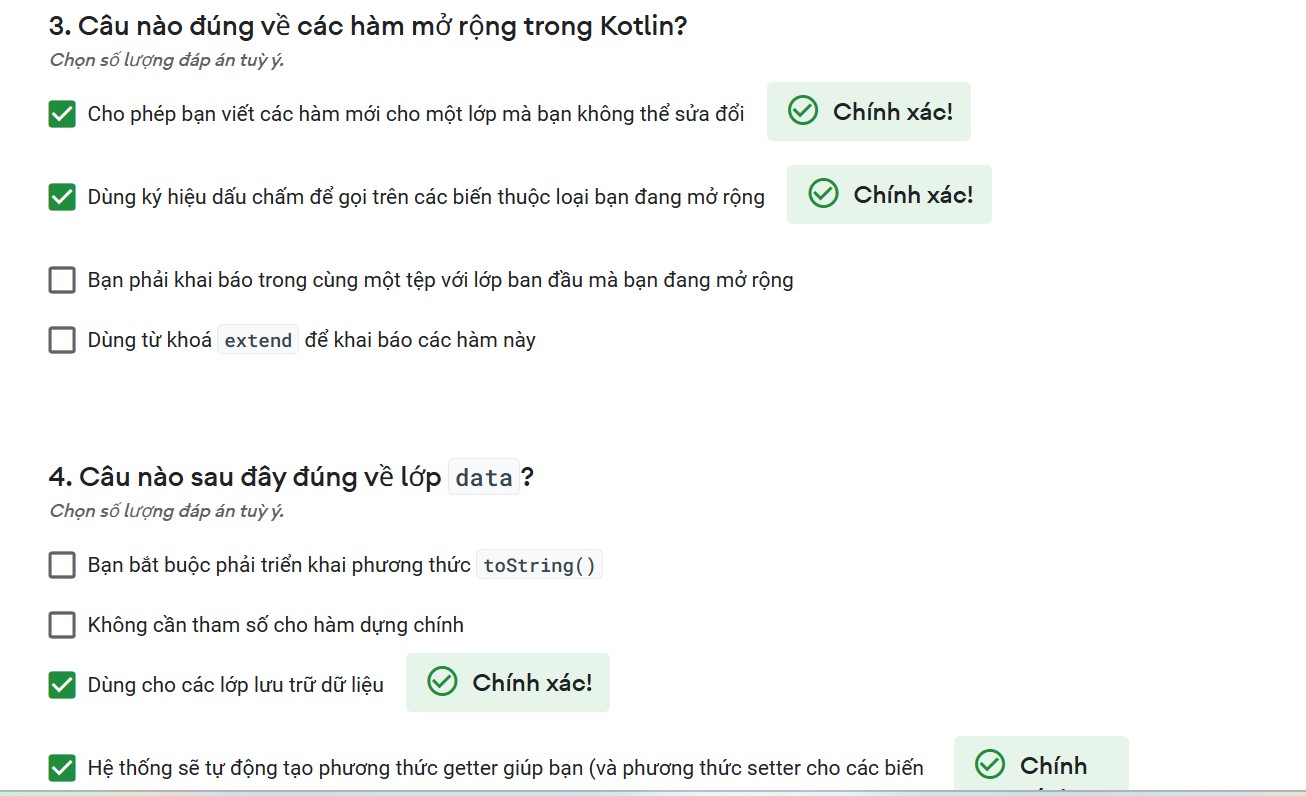 3. Câu nào đúng về các hàm mở rộng trong Kotlin?
Chọn số lượng đáp án tuỳ ý.
Cho phép bạn viết các hàm mới cho một lớp mà bạn không thể sửa đổi Chính xác!
Dùng ký hiệu dấu chấm để gọi trên các biến thuộc loại bạn đang mở rộng Chính xác!
Bạn phải khai báo trong cùng một tệp với lớp ban đầu mà bạn đang mở rộng
Dùng từ khoá extend để khai báo các hàm này
4. Câu nào sau đây đúng về lớp data?
Chọn số lượng đáp án tuỳ ý.
Bạn bắt buộc phải triển khai phương thức toString()
Không cần tham số cho hàm dựng chính
Dùng cho các lớp lưu trữ dữ liệu Chính xác!
Hệ thống sẽ tự động tạo phương thức getter giúp bạn (và phương thức setter cho các biến Chính